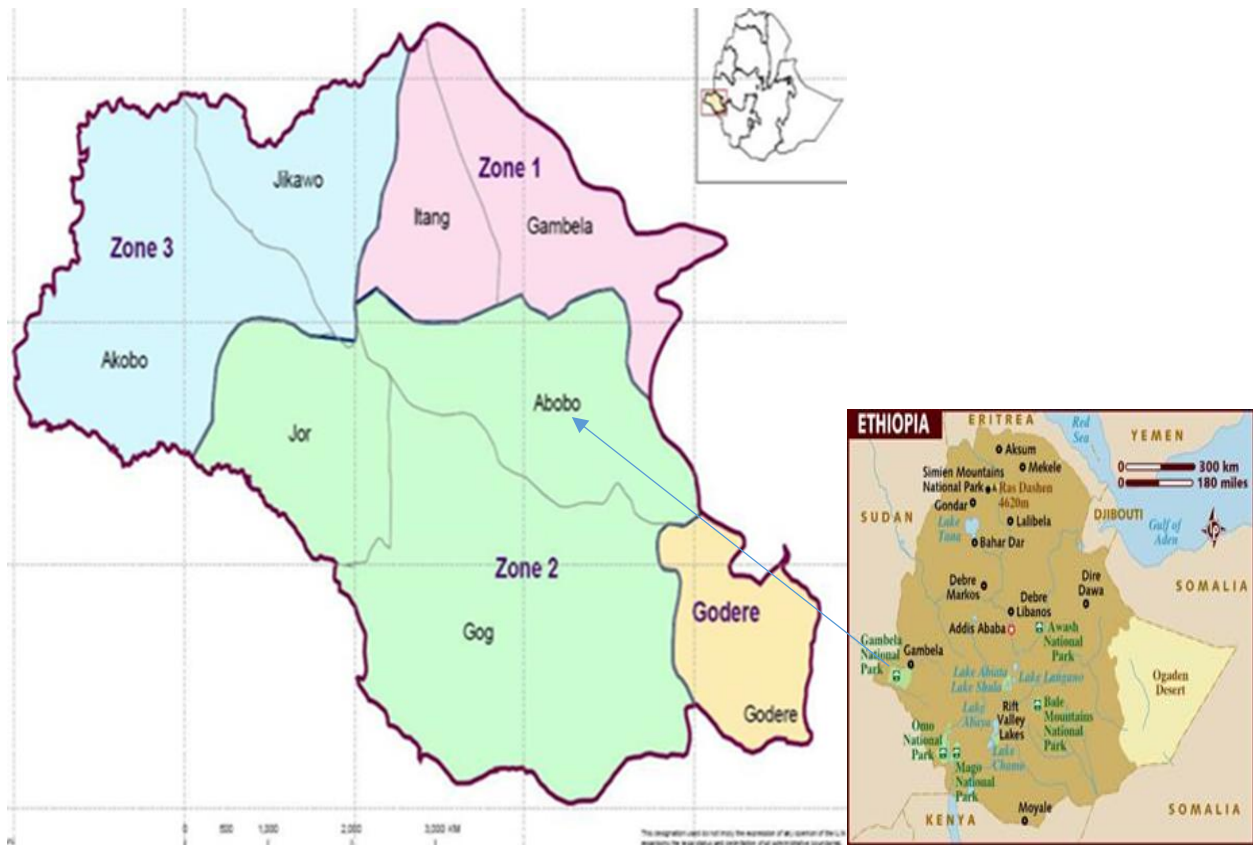 Zone 1
Jikawo
Itang
Gambela
Zone 3
Akobo
Abobo
Jor
Zone 2
Gog
Godere
Godere
0 500 1,000 2,000 3,000 KM
ETHIOPIA
ERITREA
Red
Sea
YEMEN
Aksum
Mekele
0 300 km
0 180 miles
Simien Mountains
National Park
Ras Dashen
4620m
Gondar
SUDAN
Lake
Tana
Lalibela
DJIBOUTI
Gulf of
Aden
Bahar Dar
SOMALIA
Debre
Markos
Dire
Dawa
Debre
Libanos
Addis Ababa
Awash
National
Park
Gambela
National
Park
Gambela
Lake Abiata
Lake Shala
Lake Langano
Ogaden
Desert
Lake
Abaya
Rift
Valley
Lakes
Bale
Mountains
National
Park
Omo
National
Park
Lake
Chamo
Mago
National
Park
Moyale
KENYA
SOMALIA